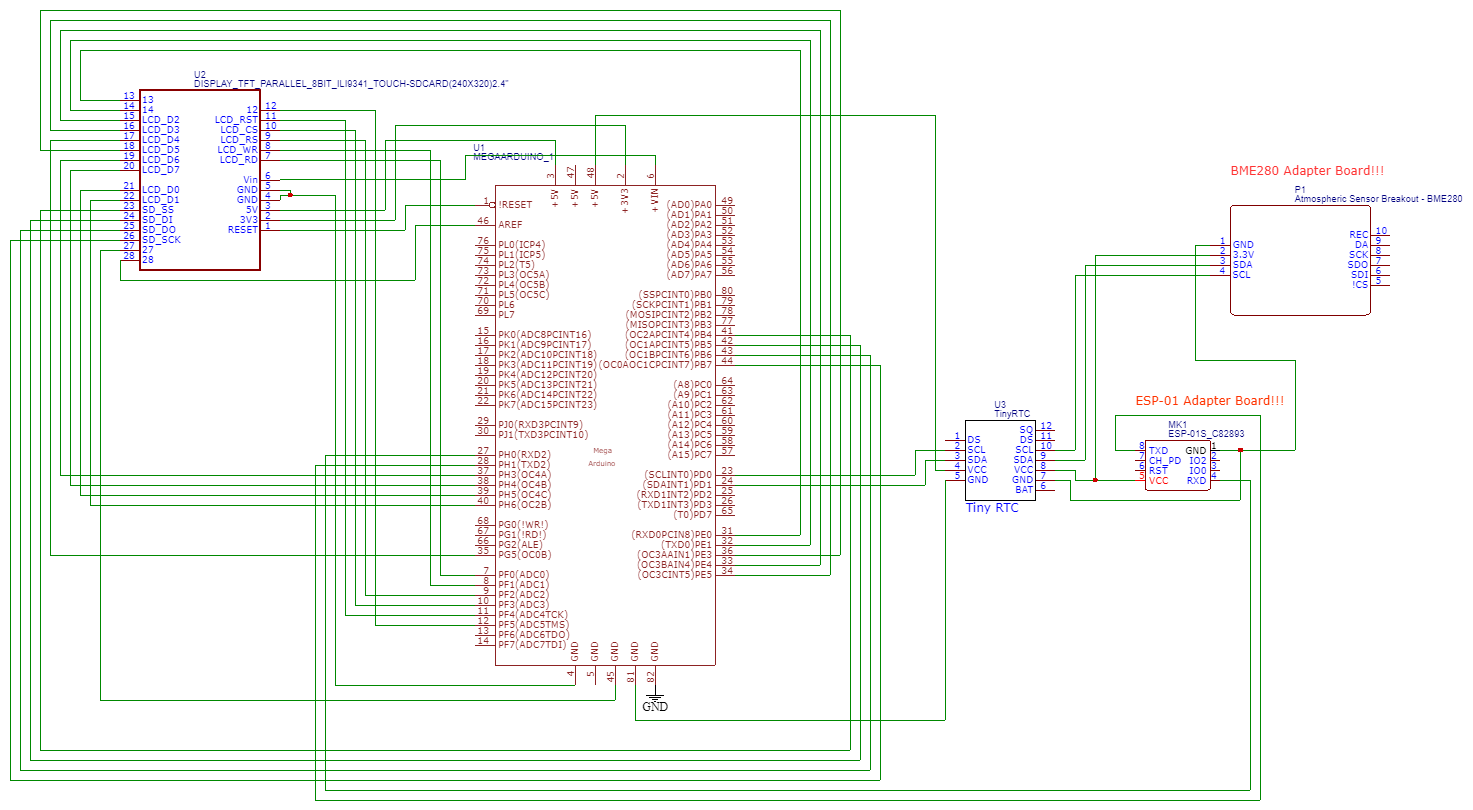 U2
DISPLAY_TFT_PARALLEL_8BIT_ILI9341_TOUCH-SDCARD(240X320)2.4"
13 13
14 14 12 12
15 LCD_D2 LCD_RST 11
16 LCD_D3 LCD_CS 10
17 LCD_D4 LCD_RS 9
18 LCD_D5 LCD_WR 8
19 LCD_D6 LCD_RD 7
20 LCD_D7
Vin 6
21 LCD_D0 GND 5
22 LCD_D1 GND 4
23 SD_SS 5V 3
24 SD_DI 3V3 2
25 SD_DO RESET 1
26 SD_SCK
27 27
28 28
U1
MEGAARDUINO_1
3 47 48 2 6
+5V +5V +5V +3V3 +VIN
1 !RESET
46 AREF
76 PL0(ICP4)
75 PL1(ICP5)
74 PL2(T5)
73 PL3(OC5A)
72 PL4(OC5B)
71 PL5(OC5C)
70 PL6
69 PL7
15 PK0(ADC8PCINT16)
16 PK1(ADC9PCINT17)
17 PK2(ADC10PCINT18)
18 PK3(ADC11PCINT19)
19 PK4(ADC12PCINT20)
20 PK5(ADC13PCINT21)
21 PK6(ADC14PCINT22)
22 PK7(ADC15PCINT23)
29 PJ0(RXD3PCINT9)
30 PJ1(TXD3PCINT10)
27 PH0(RXD2)
28 PH1(TXD2)
37 PH3(OC4A)
38 PH4(OC4B)
39 PH5(OC4C)
40 PH6(OC2B)
68 PG0(!WR!)
67 PG1(!RD!)
66 PG2(ALE)
35 PG5(OC0B)
7 PF0(ADC0)
8 PF1(ADC1)
9 PF2(ADC2)
10 PF3(ADC3)
11 PF4(ADC4TCK)
12 PF5(ADC5TMS)
13 PF6(ADC6TDO)
14 PF7(ADC7TDI)
(AD0)PA0 49
(AD1)PA1 50
(AD2)PA2 51
(AD3)PA3 52
(AD4)PA4 53
(AD5)PA5 54
(AD6)PA6 55
(AD7)PA7 56
(SSPCINT0)PB0 80
(SCKPCINT1)PB1 79
(MOSIPCINT2)PB2 78
(MISOPCINT3)PB3 77
(OC2APCINT4)PB4 41
(OC1APCINT5)PB5 42
(OC1BPCINT6)PB6 43
(OC0AOC1CPCINT7)PB7 44
(A8)PC0 64
(A9)PC1 63
(A10)PC2 62
(A11)PC3 61
(A12)PC4 60
(A13)PC5 59
(A14)PC6 58
(A15)PC7 57
Mega
Arduino
(SCLINT0)PD0 23
(SDAINT1)PD1 24
(RXD1INT2)PD2 25
(TXD1INT3)PD3 26
(T0)PD7 65
(RXD0PCIN8)PE0 31
(TXD0)PE1 32
(OC3AAIN1)PE3 36
(OC3BAIN4)PE4 33
(OC3CINT5)PE5 34
GND GND GND GND GND
4 5 45 81 82
GND
U3
TinyRTC
SQ 12
1 DS DS 11
2 SCL SCL 10
3 SDA SDA 9
4 VCC VCC 8
5 GND GND 7
BAT 6
Tiny RTC
BME280 Adapter Board!!!
P1
Atmospheric Sensor Breakout - BME280
REC 10
1 GND DA 9
2 3.3V SCK 8
3 SDA SDO 7
4 SCL SDI 6
!CS 5
ESP-01 Adapter Board!!!
MK1
ESP-01S_C82893
8 TXD GND 1
7 CH_PD IO2 2
6 RST IO0 3
5 VCC RXD 4